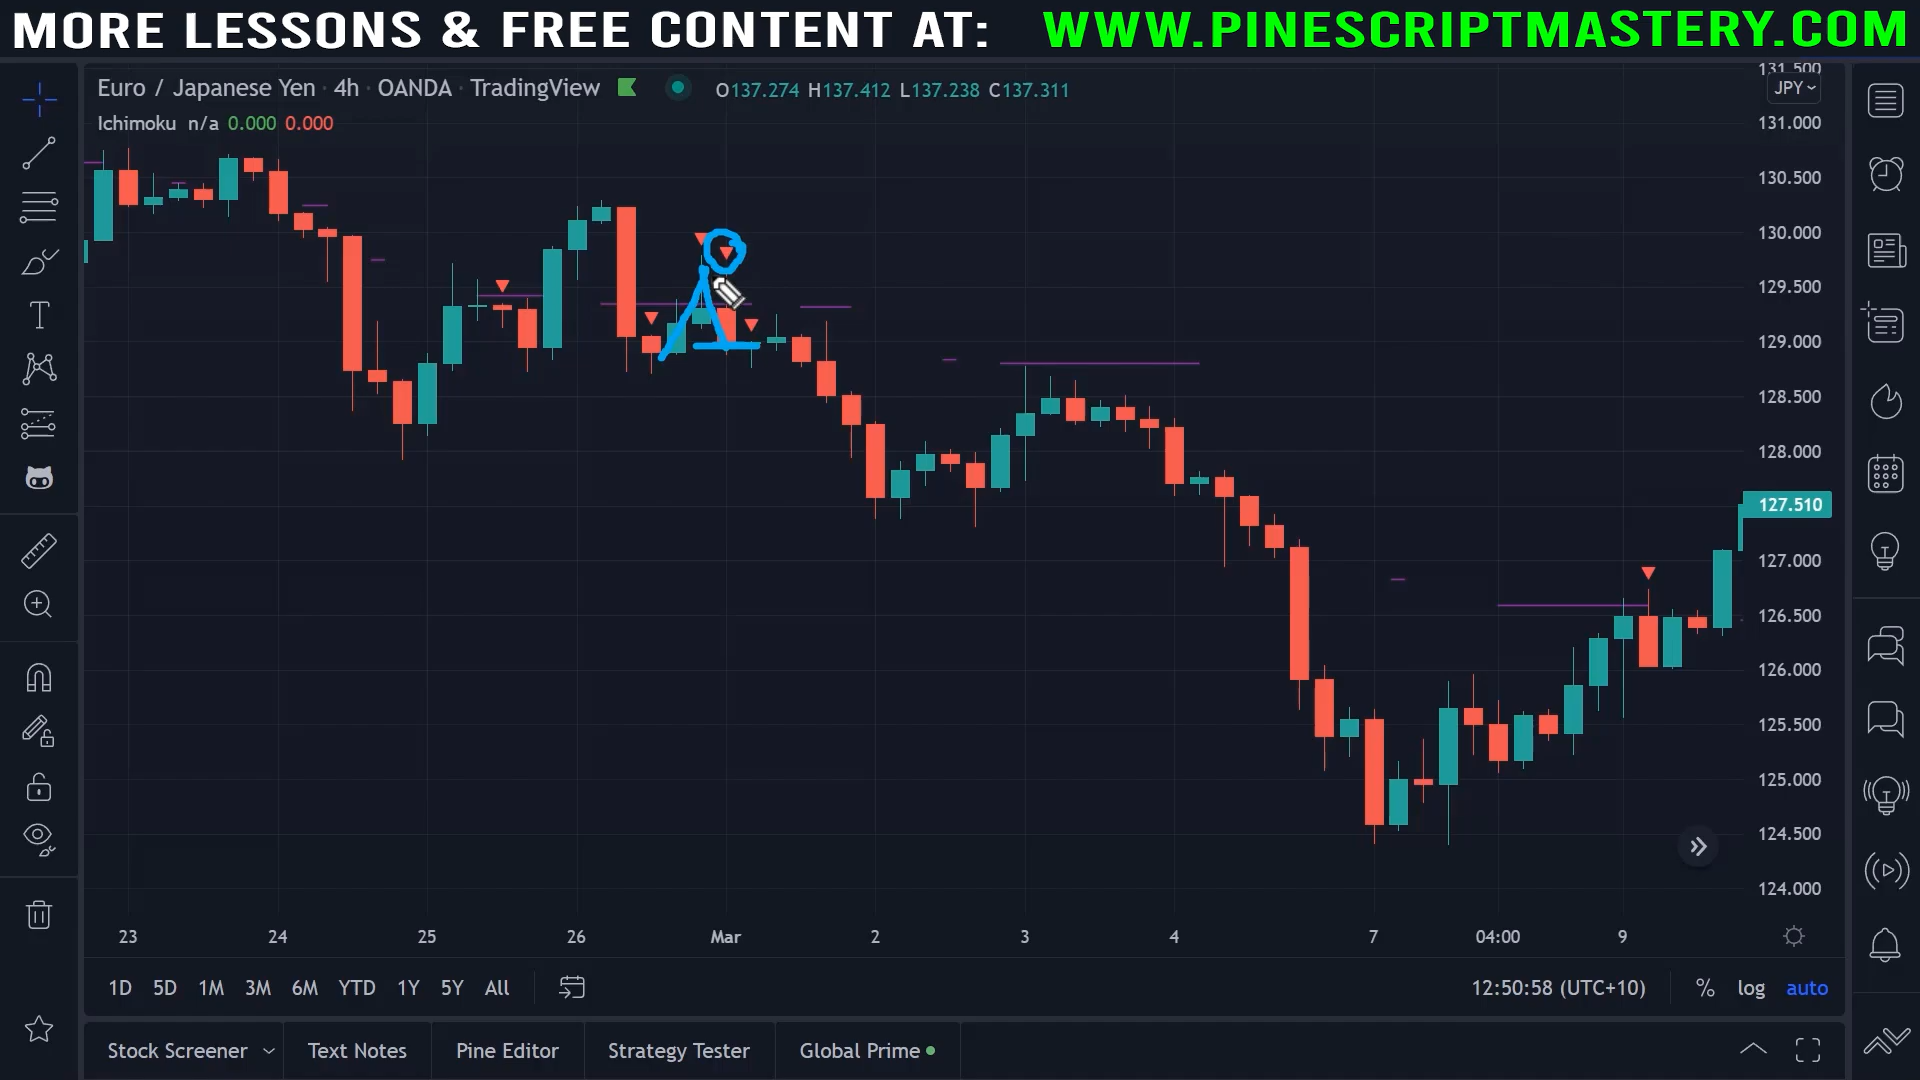 MORE LESSONS & FREE CONTENT AT: WWW.PINESCRIPTMASTERY.COM
Euro / Japanese Yen · 4h · OANDA · TradingView O137.274 H137.412 L137.238 C137.311
JPY
Ichimoku n/a 0.000 0.000
131.500
131.000
130.500
130.000
129.500
129.000
128.500
128.000
127.510
127.000
126.500
126.000
125.500
125.000
124.500
124.000
23 24 25 26 Mar 2 3 4 7 04:00 9
1D 5D 1M 3M 6M YTD 1Y 5Y All 12:50:58 (UTC+10) % log auto
Stock Screener Text Notes Pine Editor Strategy Tester Global Prime